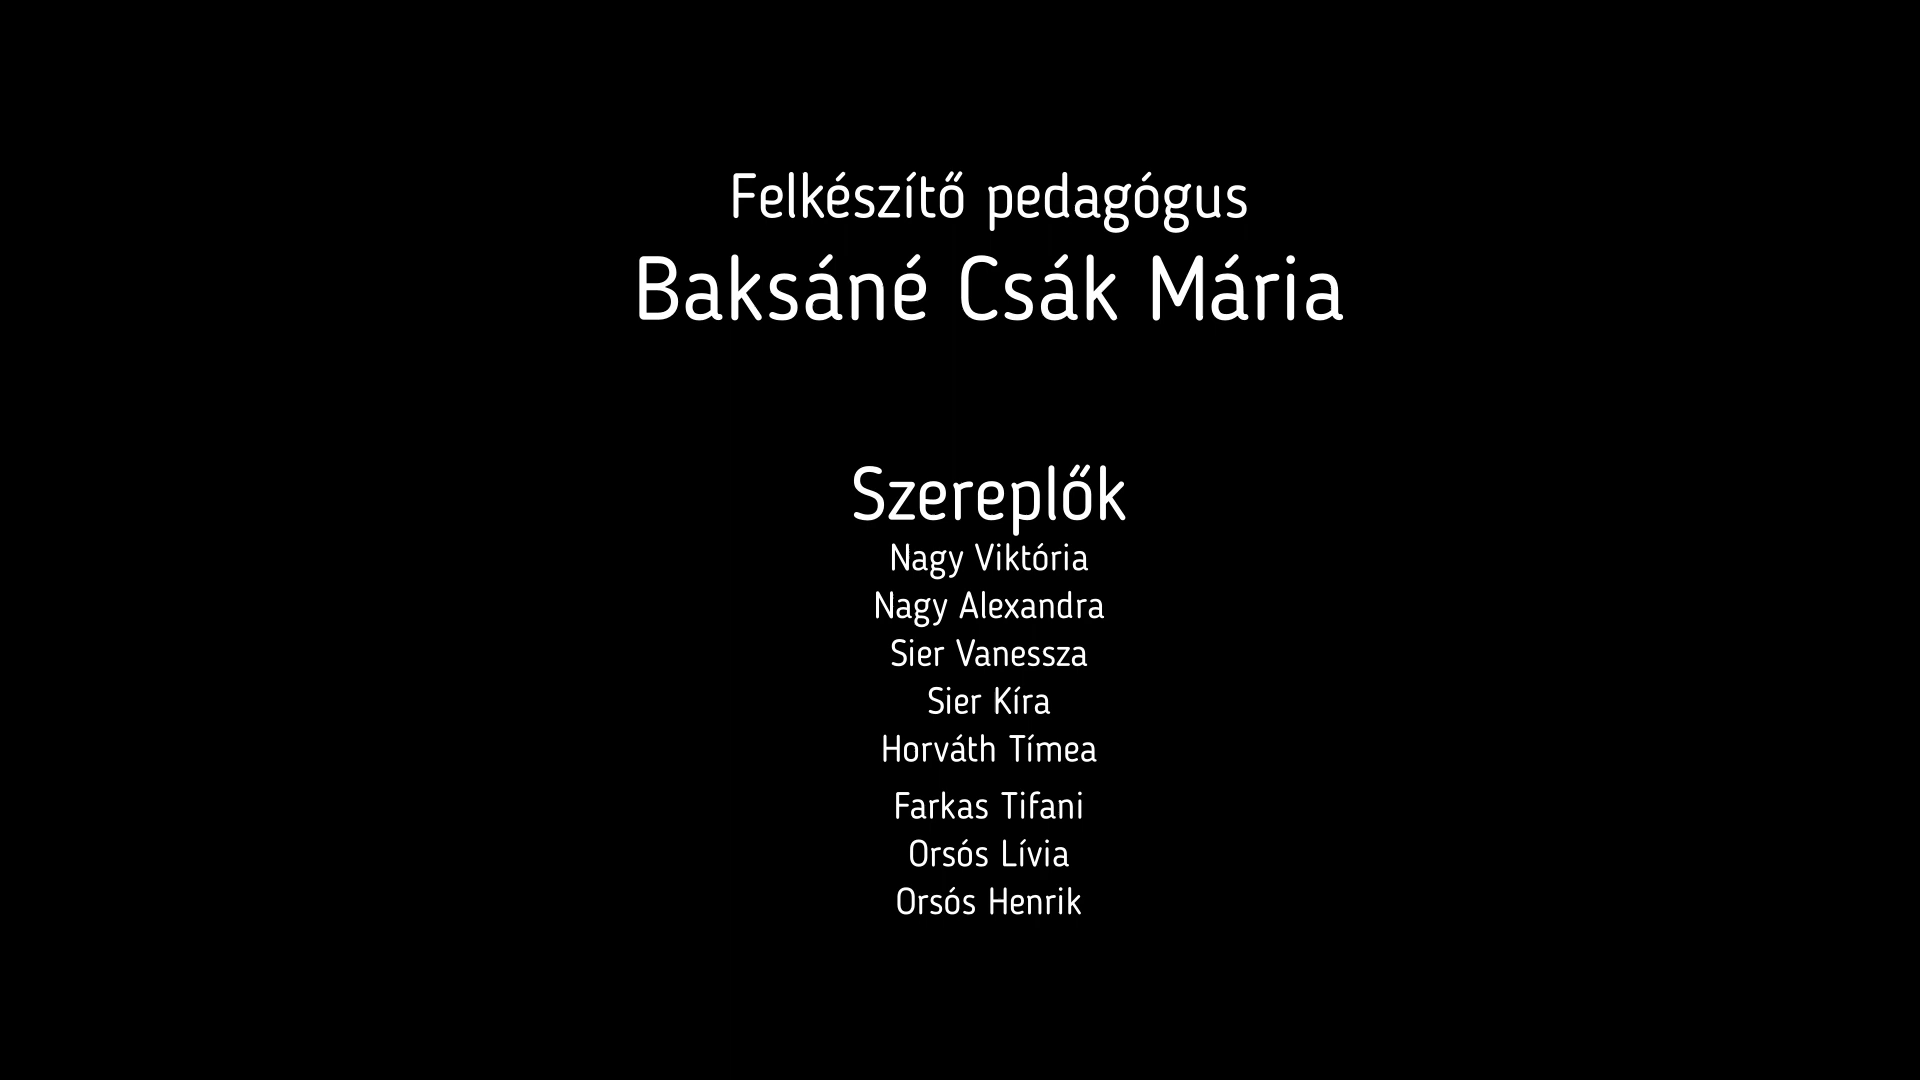 Felkészítő pedagógus
Baksáné Csák Mária
Szereplők
Nagy Viktória
Nagy Alexandra
Sier Vanessza
Sier Kíra
Horváth Tímea
Farkas Tifani
Orsós Lívia
Orsós Henrik